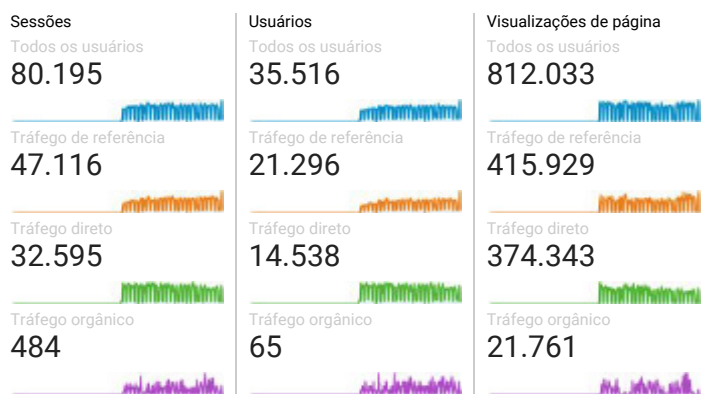 Sessões
Todos os usuários
80.195
Tráfego de referência
47.116
Tráfego direto
32.595
Tráfego orgânico
484
Usuários
Todos os usuários
35.516
Tráfego de referência
21.296
Tráfego direto
14.538
Tráfego orgânico
65
Visualizações de página
Todos os usuários
812.033
Tráfego de referência
415.929
Tráfego direto
374.343
Tráfego orgânico
21.761